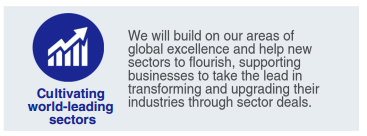 We will build on our areas of
global excellence and help new
sectors to flourish, supporting
businesses to take the lead in
transforming and upgrading their
industries through sector deals.
Cultivating
world-leading
sectors